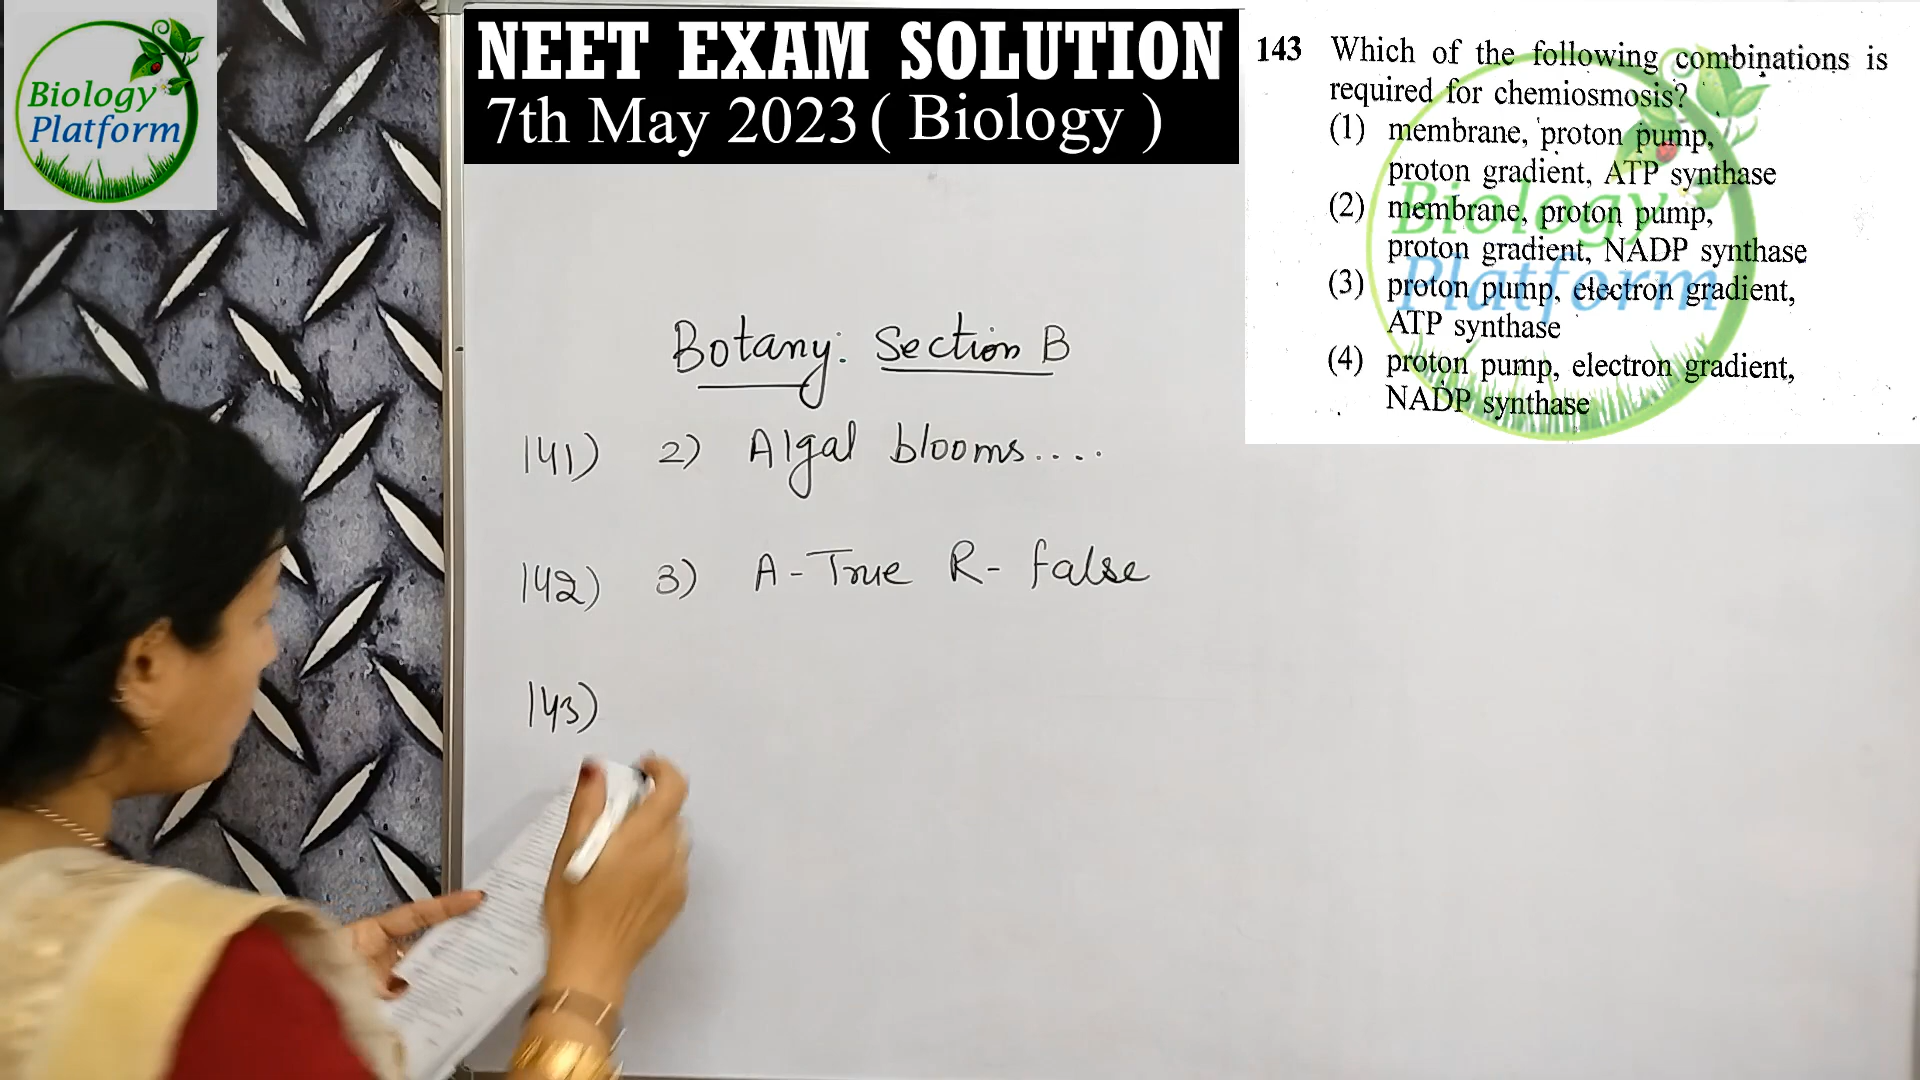 Biology
Platform
NEET EXAM SOLUTION
7th May 2023 ( Biology )
143 Which of the following combinations is
required for chemiosmosis?
(1) membrane, proton pump,
proton gradient, ATP synthase
(2) membrane, proton pump,
proton gradient, NADP synthase
(3) proton pump, electron gradient,
ATP synthase
(4) proton pump, electron gradient,
NADP synthase
Biology
Platform
Botany: Section B
141) 2) Algal blooms....
142) 3) A-True R- false
143)